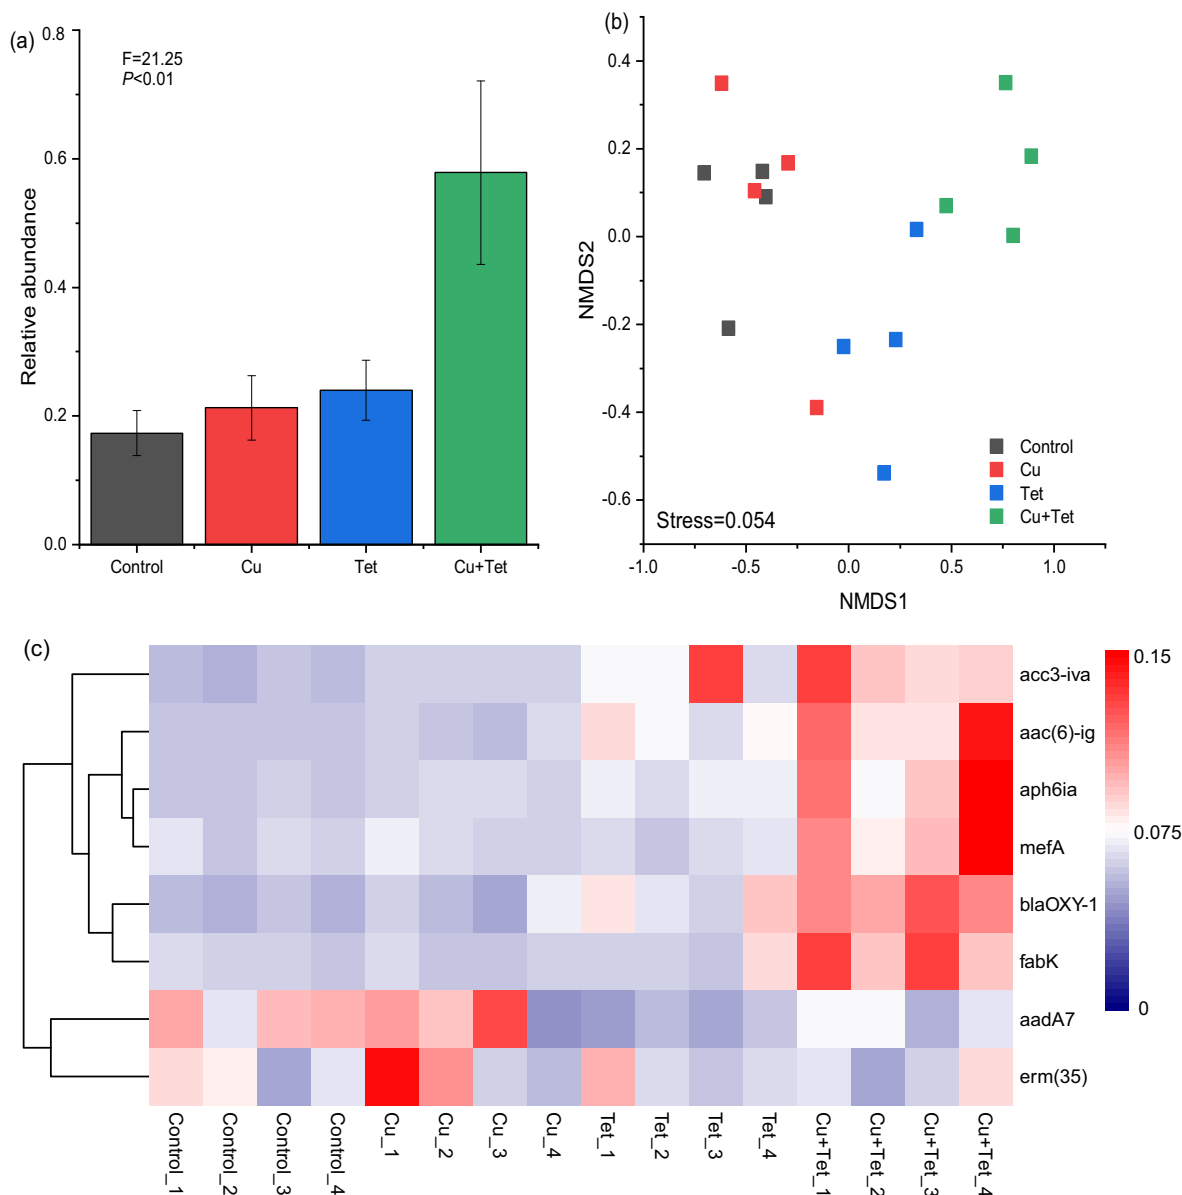 (a)
F=21.25
P<0.01
Relative abundance
0.8
0.6
0.4
0.2
0.0
Control Cu Tet Cu+Tet
(b)
NMDS2
0.4
0.2
0.0
-0.2
-0.4
-0.6
Control
Cu
Tet
Cu+Tet
Stress=0.054
-1.0 -0.5 0.0 0.5 1.0
NMDS1
(c)
acc3-iva
aac(6)-ig
aph6ia
mefA
blaOXY-1
fabK
aadA7
erm(35)
0.15
0.075
0
Control_1
Control_2
Control_3
Control_4
Cu_1
Cu_2
Cu_3
Cu_4
Tet_1
Tet_2
Tet_3
Tet_4
Cu+Tet_1
Cu+Tet_2
Cu+Tet_3
Cu+Tet_4